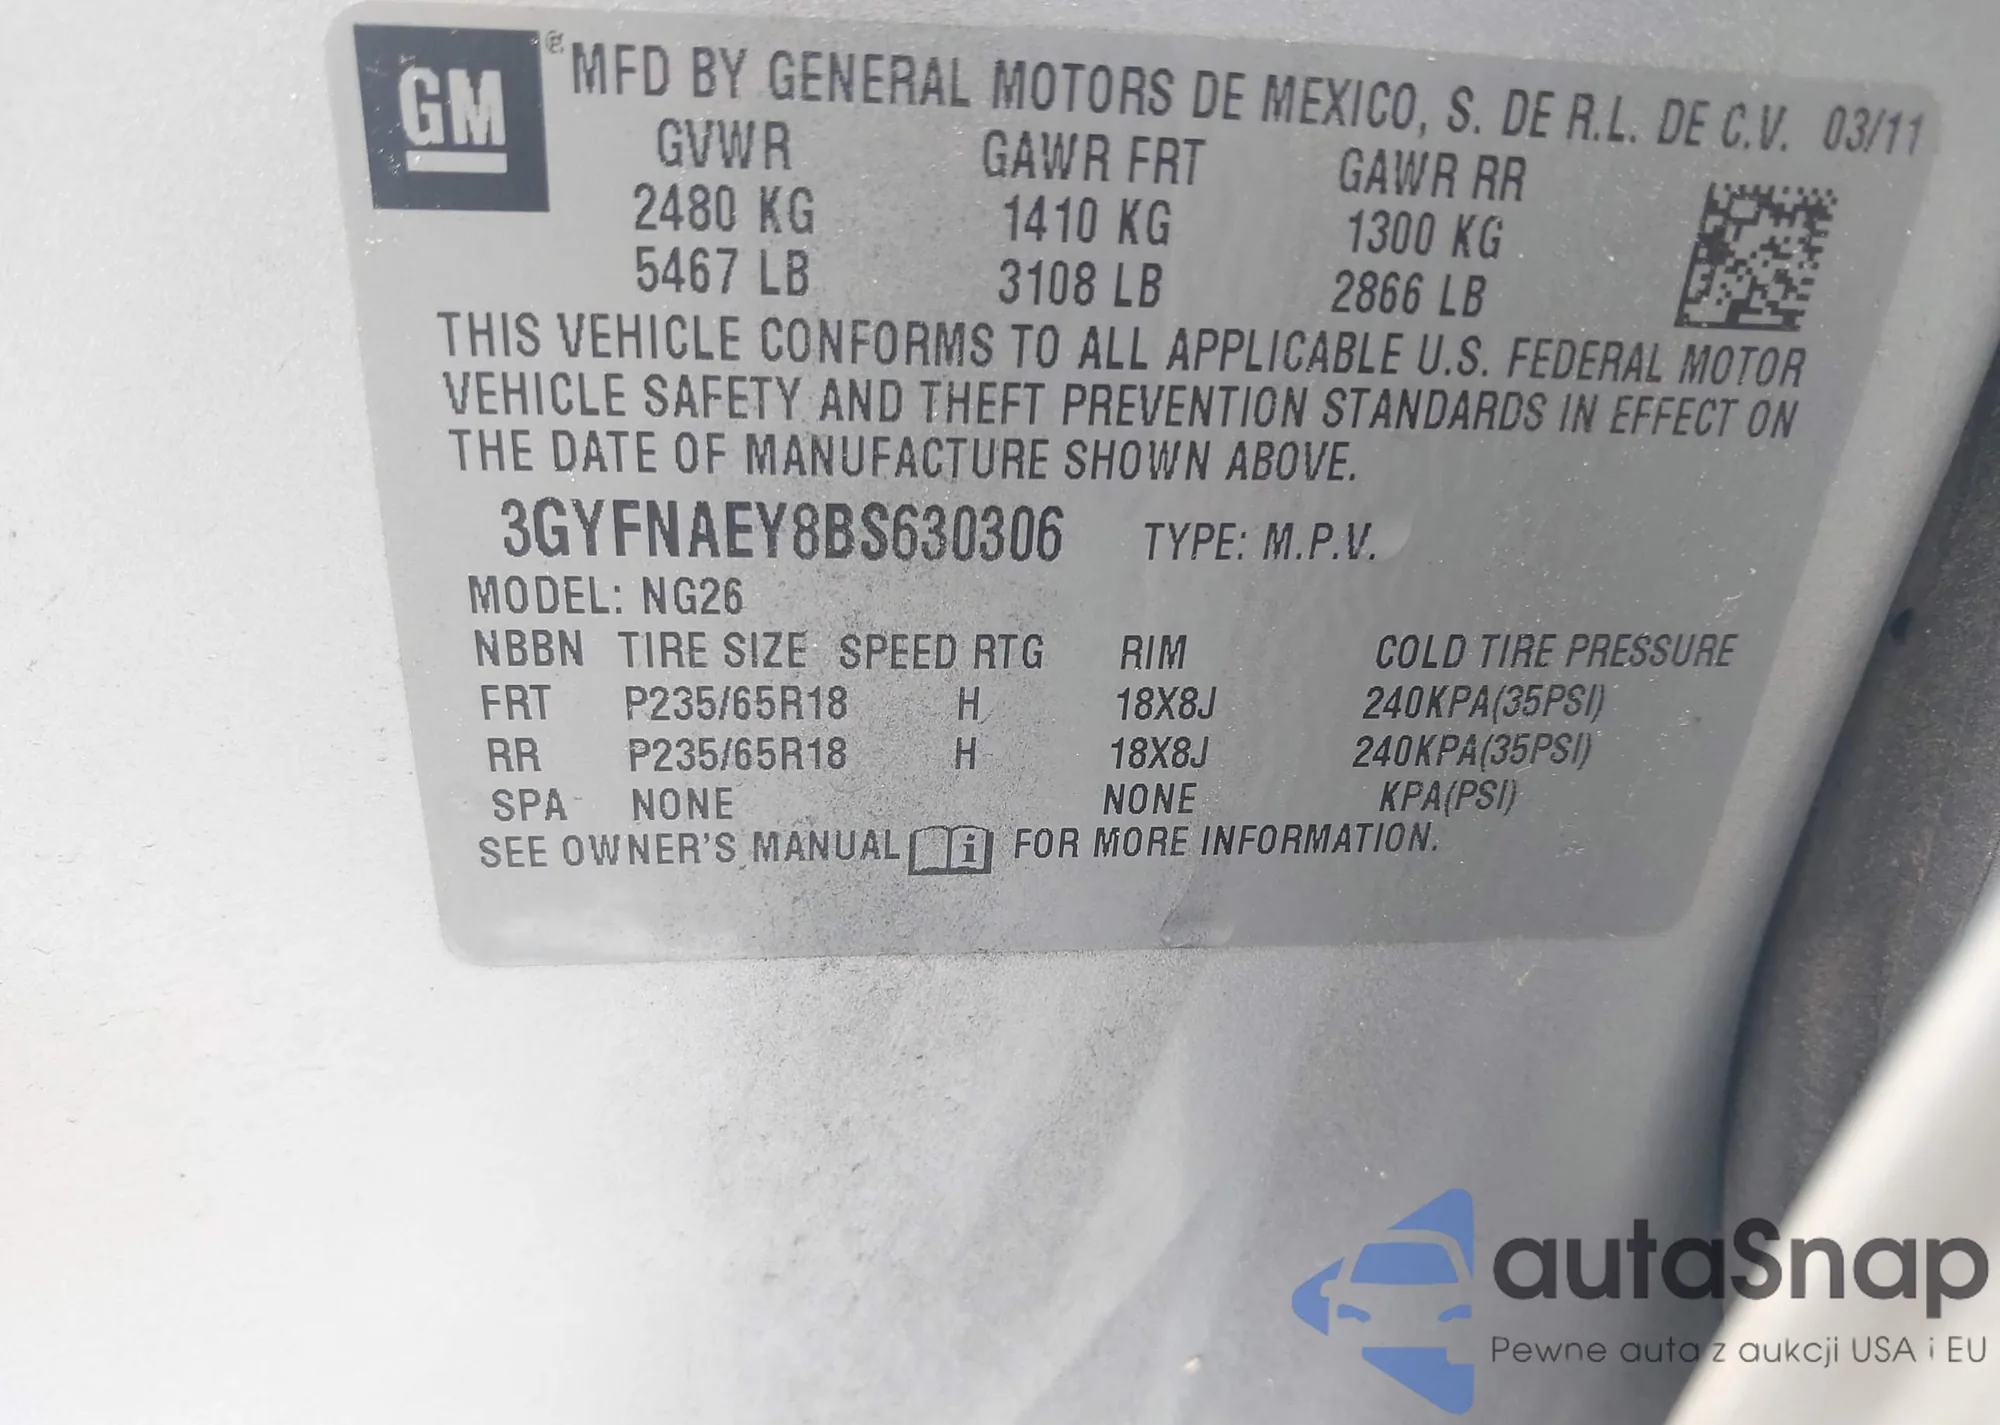 GM® MFD BY GENERAL MOTORS DE MEXICO, S. DE R.L. DE C.V. 03/11
GVWR GAWR FRT GAWR RR
2480 KG 1410 KG 1300 KG
5467 LB 3108 LB 2866 LB
THIS VEHICLE CONFORMS TO ALL APPLICABLE U.S. FEDERAL MOTOR
VEHICLE SAFETY AND THEFT PREVENTION STANDARDS IN EFFECT ON
THE DATE OF MANUFACTURE SHOWN ABOVE.
3GYFNAEY8BS630306 TYPE: M.P.V.
MODEL: NG26
NBBN TIRE SIZE SPEED RTG RIM COLD TIRE PRESSURE
FRT P235/65R18 H 18X8J 240KPA(35PSI)
RR P235/65R18 H 18X8J 240KPA(35PSI)
SPA NONE NONE KPA(PSI)
SEE OWNER'S MANUAL i FOR MORE INFORMATION.
autaSnap
Pewne auta z aukcji USA i EU